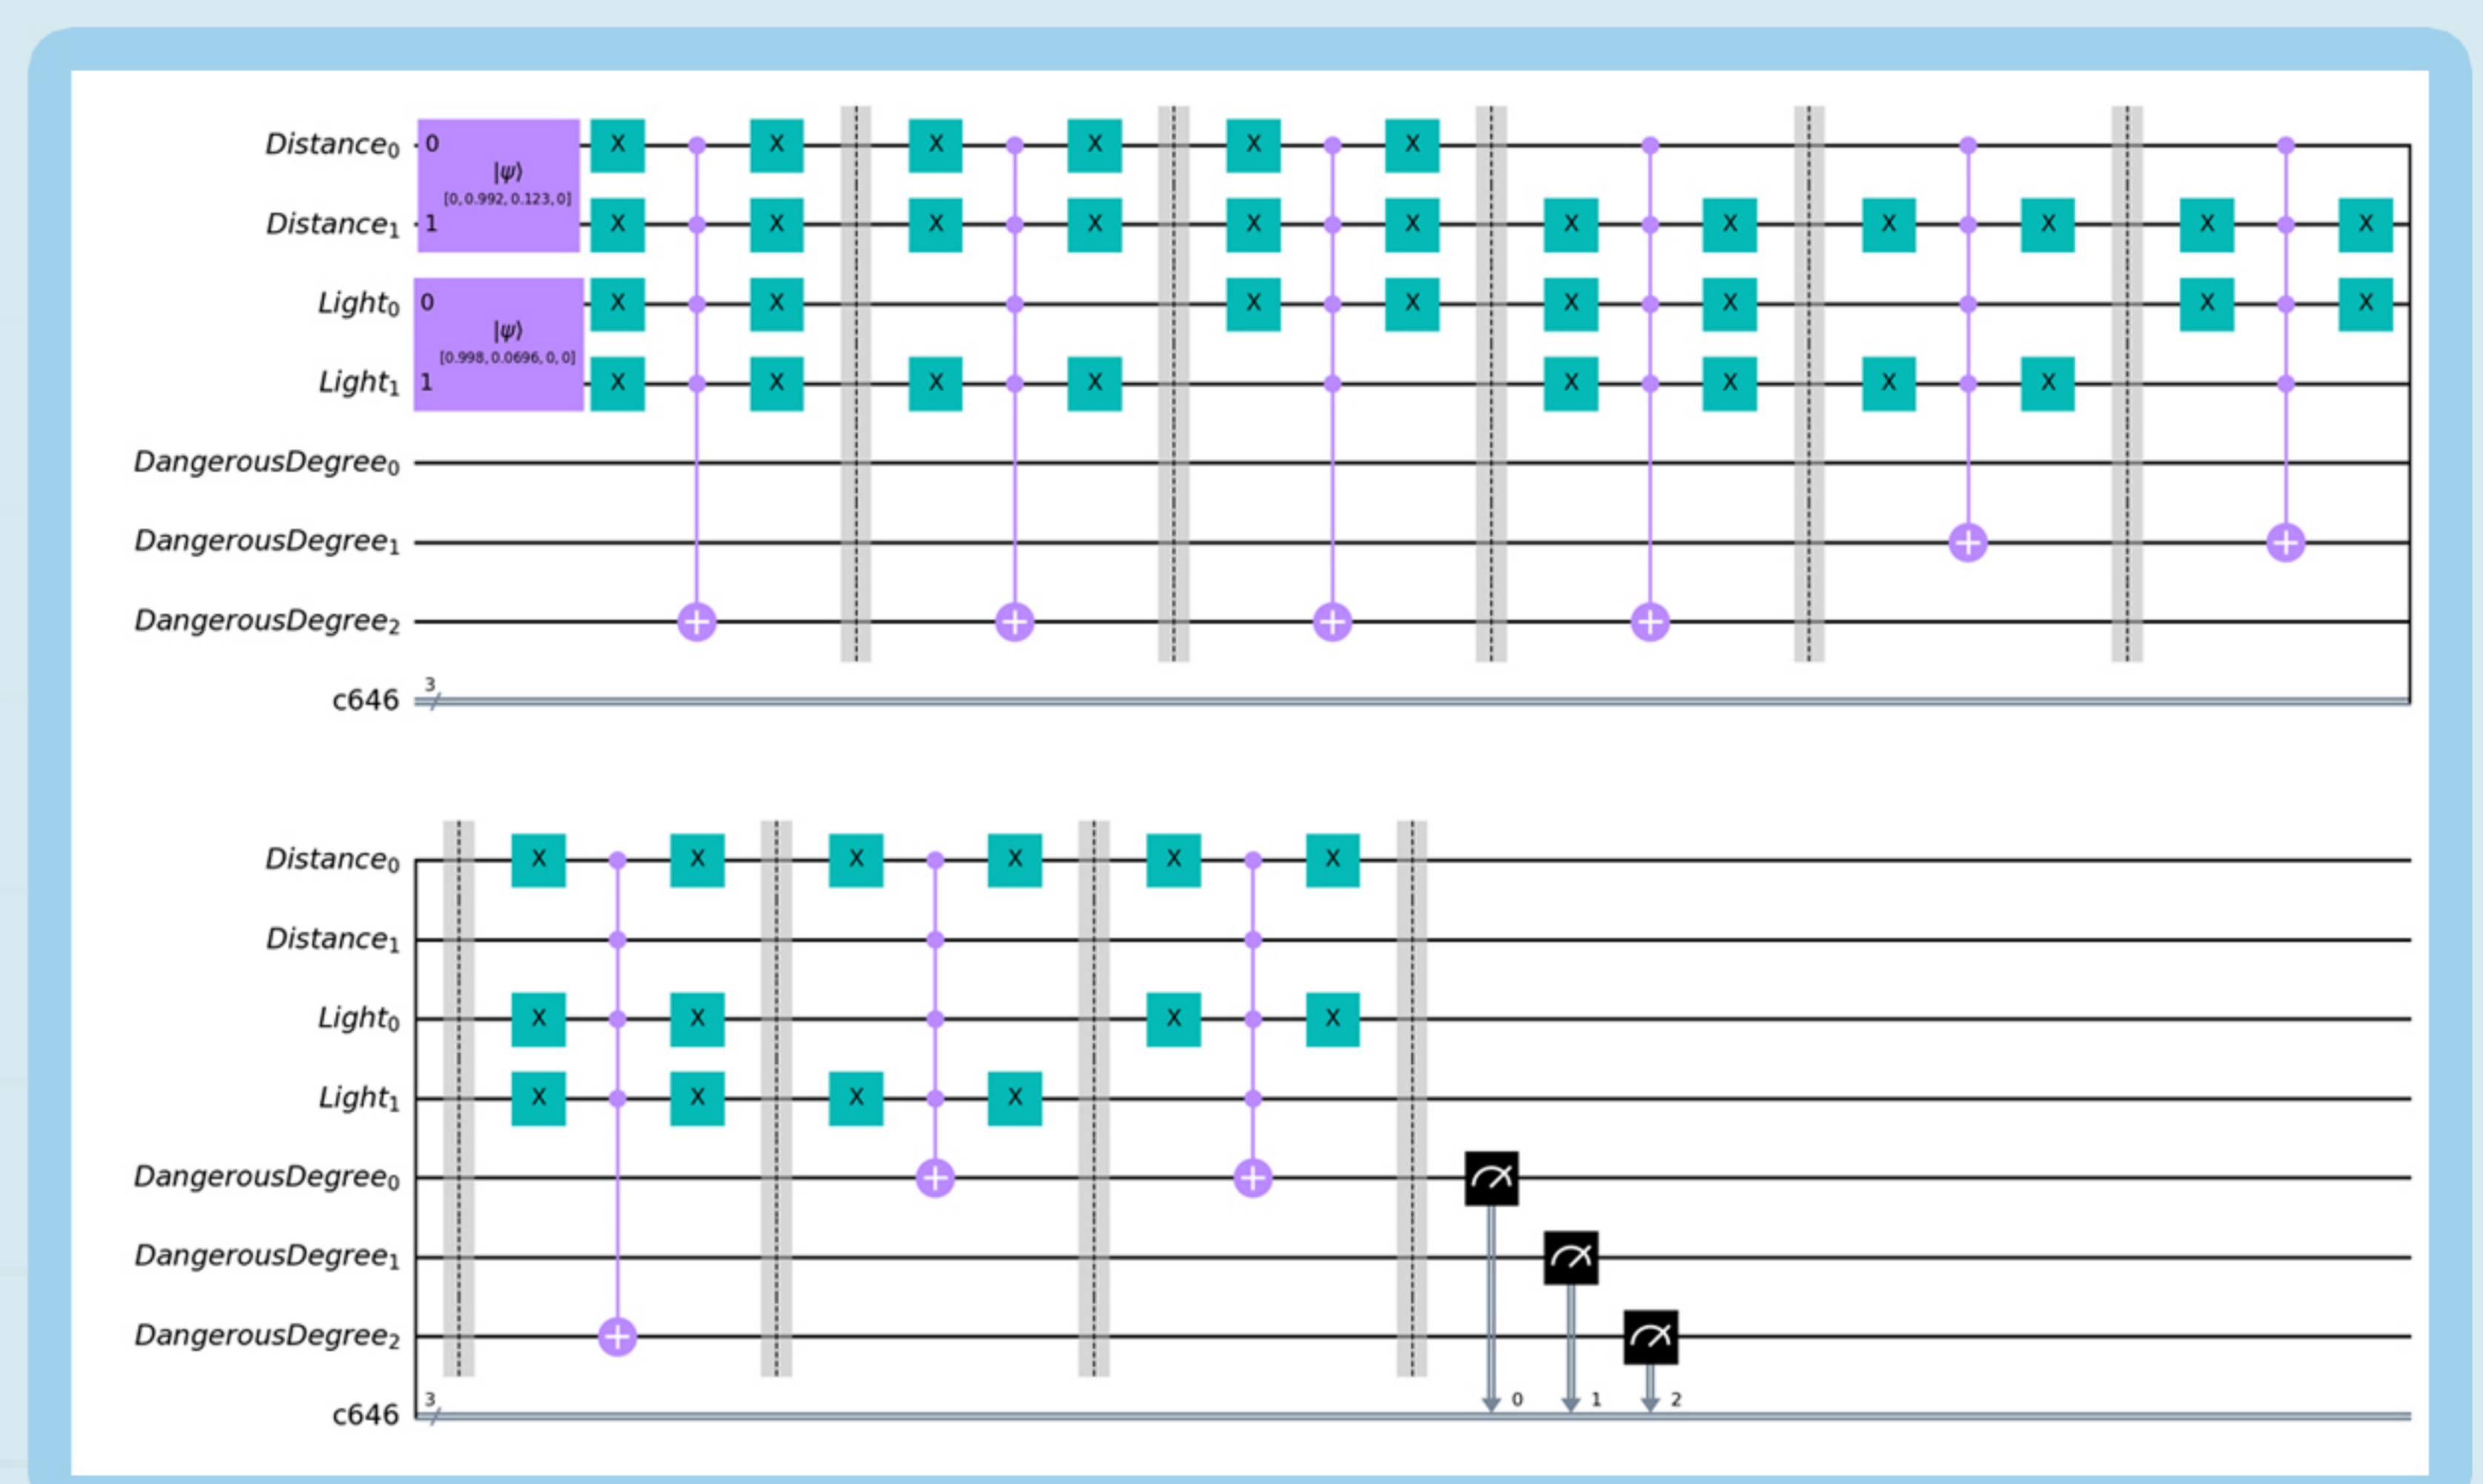 Distance0 0 X X X X X X
|ψ⟩
[0, 0.992, 0.123, 0]
Distance1 1 X X X X X X X X X X X X
Light0 0 X X X X X X X X
|ψ⟩
[0.998, 0.0696, 0, 0]
Light1 1 X X X X X X X X
DangerousDegree0
DangerousDegree1
DangerousDegree2
c646 3
Distance0 X X X X X X
Distance1
Light0 X X X X
Light1 X X X X
DangerousDegree0
DangerousDegree1
DangerousDegree2
c646 3 0 1 2